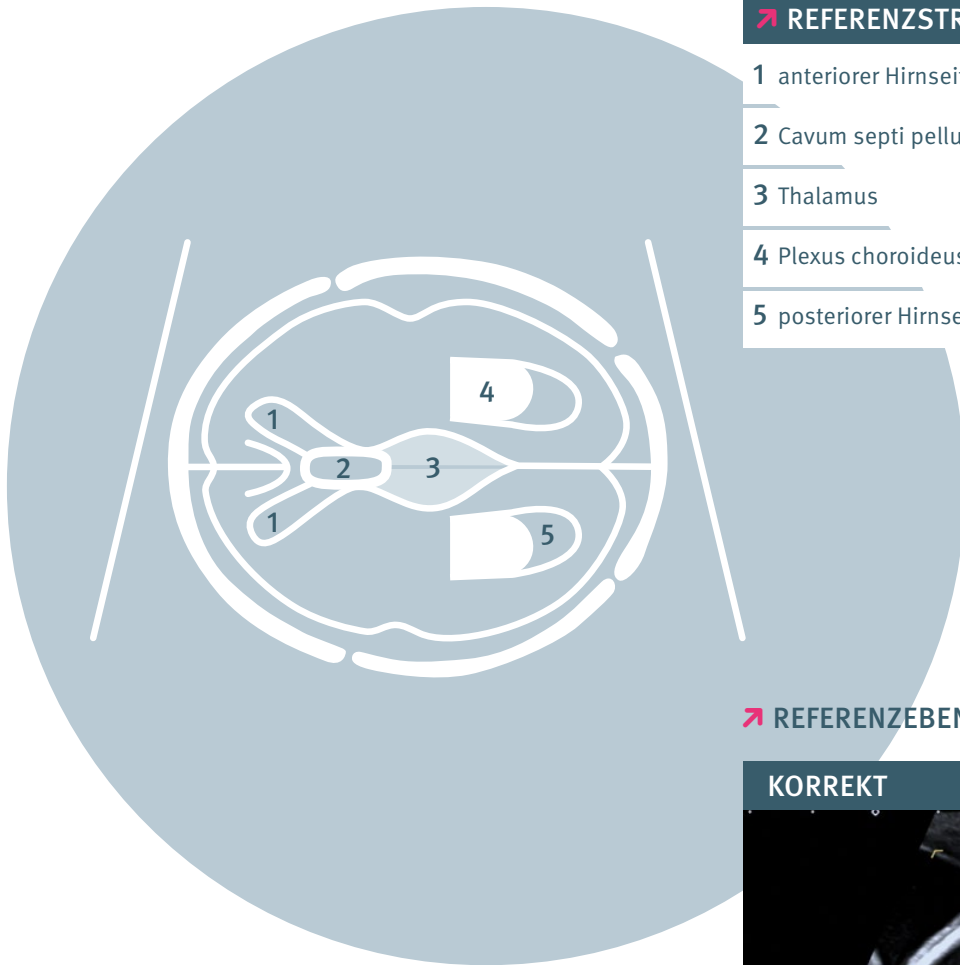 REFERENZSTR
1 anteriorer Hirnsei
2 Cavum septi pellu
3 Thalamus
4 Plexus choroideus
5 posteriorer Hirnse
4
1
2
3
1
5
REFERENZEBEN
KORREKT